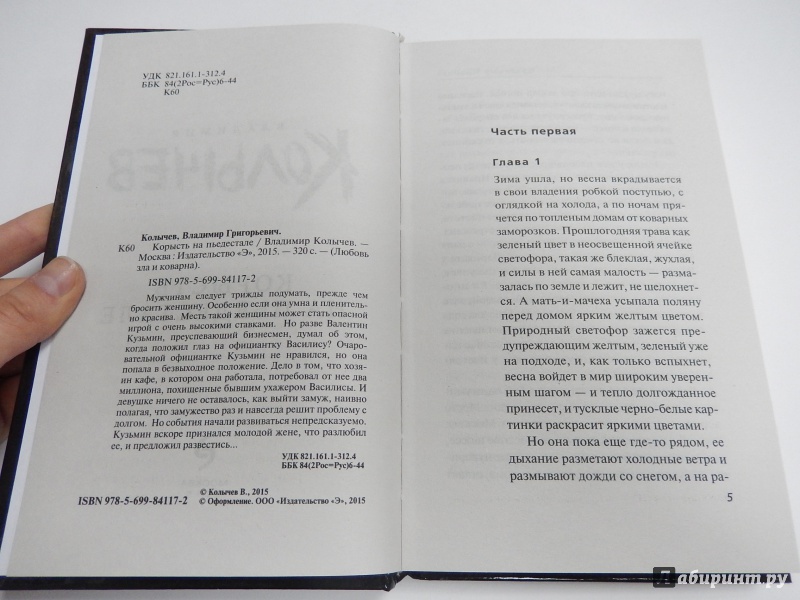 УДК 821.161.1-312.4
ББК 84(2Рос=Рус)6-44
К60
Колычев, Владимир Григорьевич.
К60 Корысть на пьедестале / Владимир Колычев. —
Москва : Издательство «Э», 2015. — 320 с. — (Любовь
зла и коварна).
ISBN 978-5-699-84117-2
Мужчинам следует трижды подумать, прежде чем
бросить женщину. Особенно если она умна и пленитель-
но красива. Месть такой женщины может стать опасной
игрой с очень высокими ставками. Но разве Валентин
Кузьмин, преуспевающий бизнесмен, думал об этом,
когда положил глаз на официантку Василису? Очаро-
вательной официантке Кузьмин не нравился, но она
попала в безвыходное положение. Дело в том, что хозя-
ин кафе, в котором она работала, потребовал от нее два
миллиона, похищенные бывшим ухажером Василисы. И
девушке ничего не оставалось, как выйти замуж, наивно
полагая, что замужество раз и навсегда решит проблему с
долгом. Но события начали развиваться непредсказуемо.
Кузьмин вскоре признался молодой жене, что разлюбил
ее, и предложил развестись...
УДК 821.161.1-312.4
ББК 84(2Рос=Рус)6-44
© Колычев В., 2015
ISBN 978-5-699-84117-2 © Оформление. ООО «Издательство «Э», 2015
Часть первая
Глава 1
Зима ушла, но весна вкрадывается
в свои владения робкой поступью, с
оглядкой на холода, а по ночам пря-
чется по топленым домам от коварных
заморозков. Прошлогодняя трава как
зеленый цвет в неосвещенной ячейке
светофора, такая же блеклая, жухлая,
и силы в ней самая малость — разма-
залась по земле и лежит, не шелохнет-
ся. А мать-и-мачеха усыпала поляну
перед домом ярким желтым цветом.
Природный светофор зажегся пре-
дупреждающим желтым, зеленый уже
на подходе, и, как только вспыхнет,
весна войдет в мир широким уверен-
ным шагом — и тепло долгожданное
принесет, и тусклые черно-белые кар-
тинки раскрасит яркими цветами.
Но она пока еще где-то рядом, ее
дыхание разметают холодные ветра и
размывают дожди со снегом, а на ра-
5
Лабиринт.ру